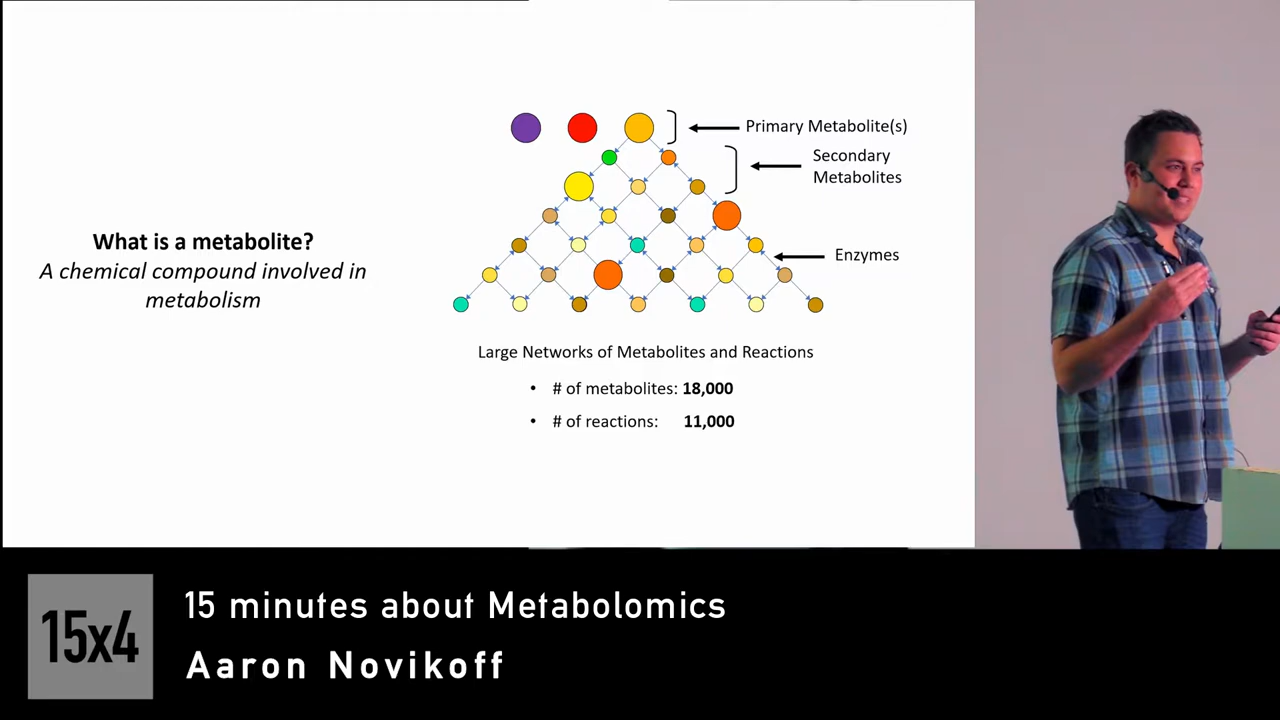 What is a metabolite?
A chemical compound involved in
metabolism
Primary Metabolite(s)
Secondary
Metabolites
Enzymes
Large Networks of Metabolites and Reactions
• # of metabolites: 18,000
• # of reactions: 11,000
15x4
15 minutes about Metabolomics
Aaron Novikoff